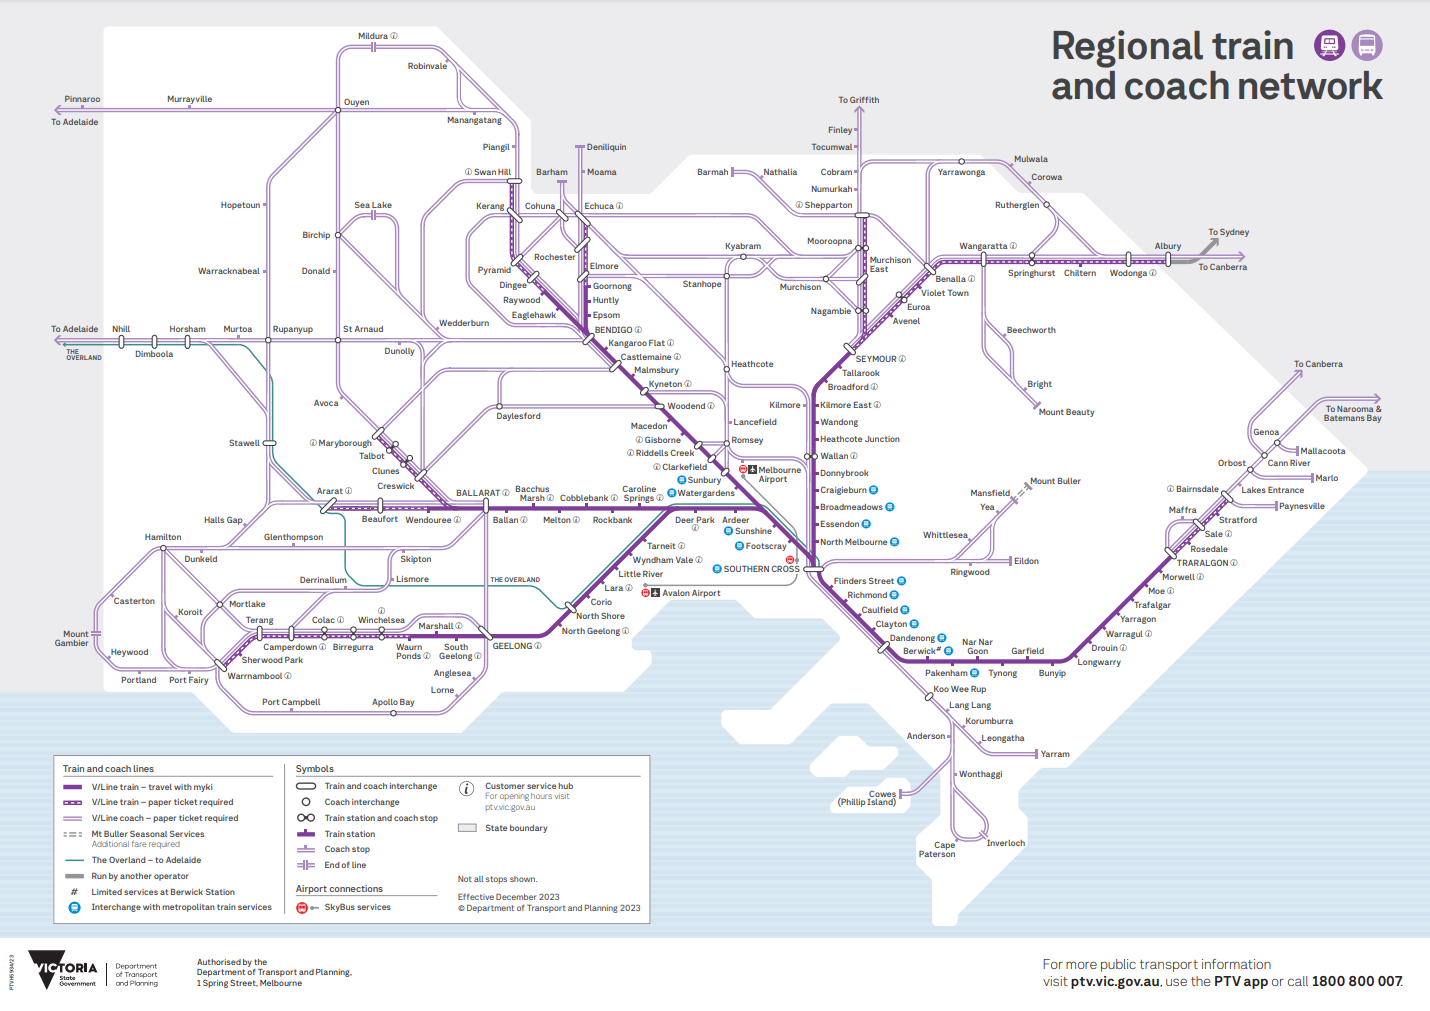 Regional train
and coach network
Mildura
Robinvale
Ouyen
Pinnaroo
Murrayville
To Adelaide
Manangatang
Piangil
Swan Hill
Barham
Deniliquin
Moama
Kerang
Cohuna
Echuca
Hopetoun
Sea Lake
Birchip
Warracknabeal
Donald
Pyramid
Rochester
Elmore
Dingee
Raywood
Eaglehawk
Goornong
Huntly
Epsom
BENDIGO
Kangaroo Flat
Castlemaine
Malmsbury
Kyneton
Woodend
Macedon
Gisborne
Riddells Creek
Clarkefield
Sunbury
Watergardens
To Griffith
Finley
Tocumwal
Cobram
Numurkah
Shepparton
Barmah
Nathalia
Mooroopna
Murchison
East
Kyabram
Stanhope
Murchison
Nagambie
Yarrawonga
Mulwala
Corowa
Rutherglen
Wangaratta
Springhurst
Chiltern
Wodonga
Albury
To Sydney
To Canberra
Benalla
Violet Town
Euroa
Avenel
SEYMOUR
Tallarook
Broadford
Kilmore
Kilmore East
Wandong
Heathcote Junction
Wallan
Donnybrook
Craigieburn
Broadmeadows
Essendon
North Melbourne
Beechworth
Bright
Mount Beauty
To Adelaide
THE
OVERLAND
Nhill
Dimboola
Horsham
Murtoa
Rupanyup
St Arnaud
Dunolly
Wedderburn
Heathcote
Lancefield
Romsey
Melbourne
Airport
Avoca
Daylesford
Stawell
Maryborough
Talbot
Clunes
Creswick
Ararat
Beaufort
Wendouree
BALLARAT
Ballan
Bacchus
Marsh
Melton
Cobblebank
Rockbank
Caroline
Springs
Deer Park
Ardeer
Sunshine
Footscray
SOUTHERN CROSS
Avalon Airport
Tarneit
Wyndham Vale
Little River
Lara
Corio
North Shore
North Geelong
GEELONG
THE OVERLAND
Halls Gap
Hamilton
Dunkeld
Glenthompson
Skipton
Derrinallum
Lismore
Casterton
Koroit
Mortlake
Mount
Gambier
Heywood
Portland
Port Fairy
Terang
Sherwood Park
Warrnambool
Camperdown
Colac
Birregurra
Winchelsea
Waurn
Ponds
Marshall
South
Geelong
Anglesea
Lorne
Apollo Bay
Port Campbell
Mansfield
Mount Buller
Yea
Whittlesea
Ringwood
Eildon
Flinders Street
Richmond
Caulfield
Clayton
Dandenong
Berwick#
Pakenham
Nar Nar
Goon
Tynong
Garfield
Bunyip
Longwarry
Drouin
Warragul
Yarragon
Trafalgar
Moe
Morwell
TRARALGON
Rosedale
Sale
Stratford
Maffra
Bairnsdale
Lakes Entrance
Paynesville
Orbost
Marlo
Cann River
Genoa
Mallacoota
To Canberra
To Narooma &
Batemans Bay
Koo Wee Rup
Lang Lang
Korumburra
Leongatha
Yarram
Anderson
Wonthaggi
Cowes
(Phillip Island)
Cape
Paterson
Inverloch
Train and coach lines
V/Line train – travel with myki
V/Line train – paper ticket required
V/Line coach – paper ticket required
Mt Buller Seasonal Services
Additional fare required
The Overland – to Adelaide
Run by another operator
# Limited services at Berwick Station
Interchange with metropolitan train services
Symbols
Train and coach interchange
Coach interchange
Train station and coach stop
Train station
Coach stop
End of line
Airport connections
SkyBus services
Customer service hub
For opening hours visit
ptv.vic.gov.au
State boundary
Not all stops shown.
Effective December 2023
© Department of Transport and Planning 2023
PTVH5934/23
VICTORIA
State
Government
Department
of Transport
and Planning
Authorised by the
Department of Transport and Planning,
1 Spring Street, Melbourne
For more public transport information
visit ptv.vic.gov.au, use the PTV app or call 1800 800 007.